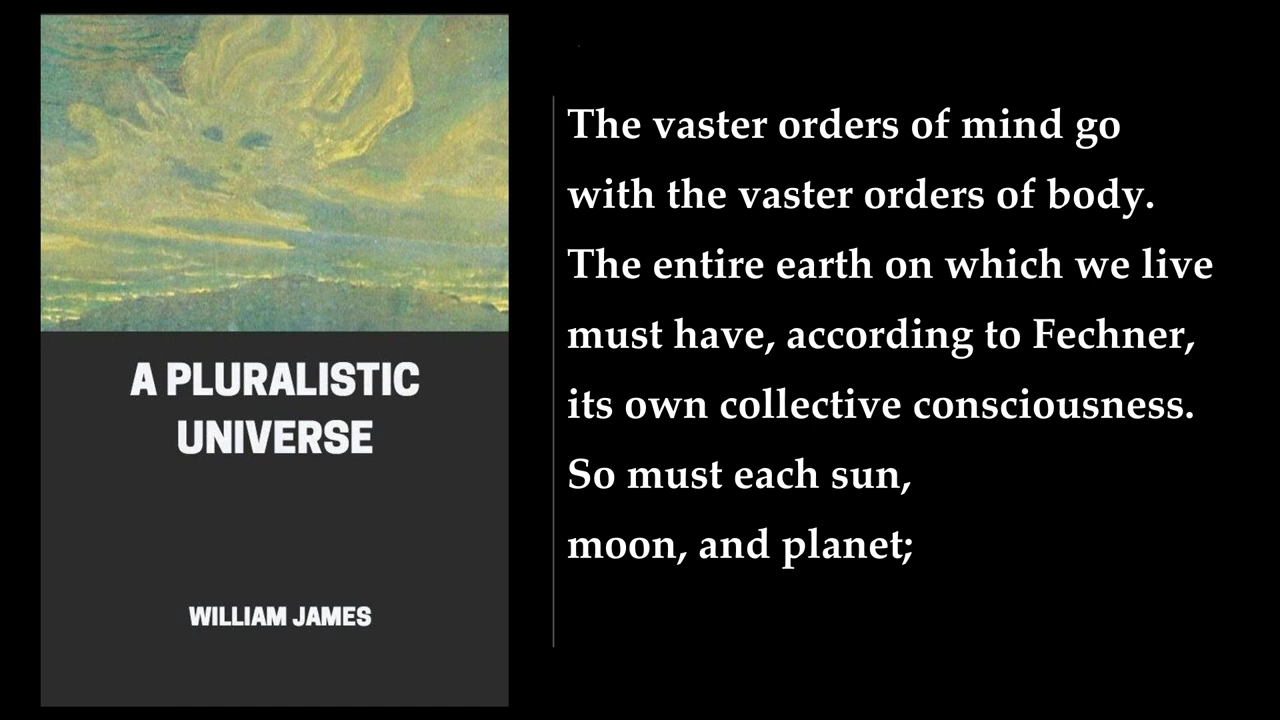 A PLURALISTIC
UNIVERSE
WILLIAM JAMES
The vaster orders of mind go
with the vaster orders of body.
The entire earth on which we live
must have, according to Fechner,
its own collective consciousness.
So must each sun,
moon, and planet;